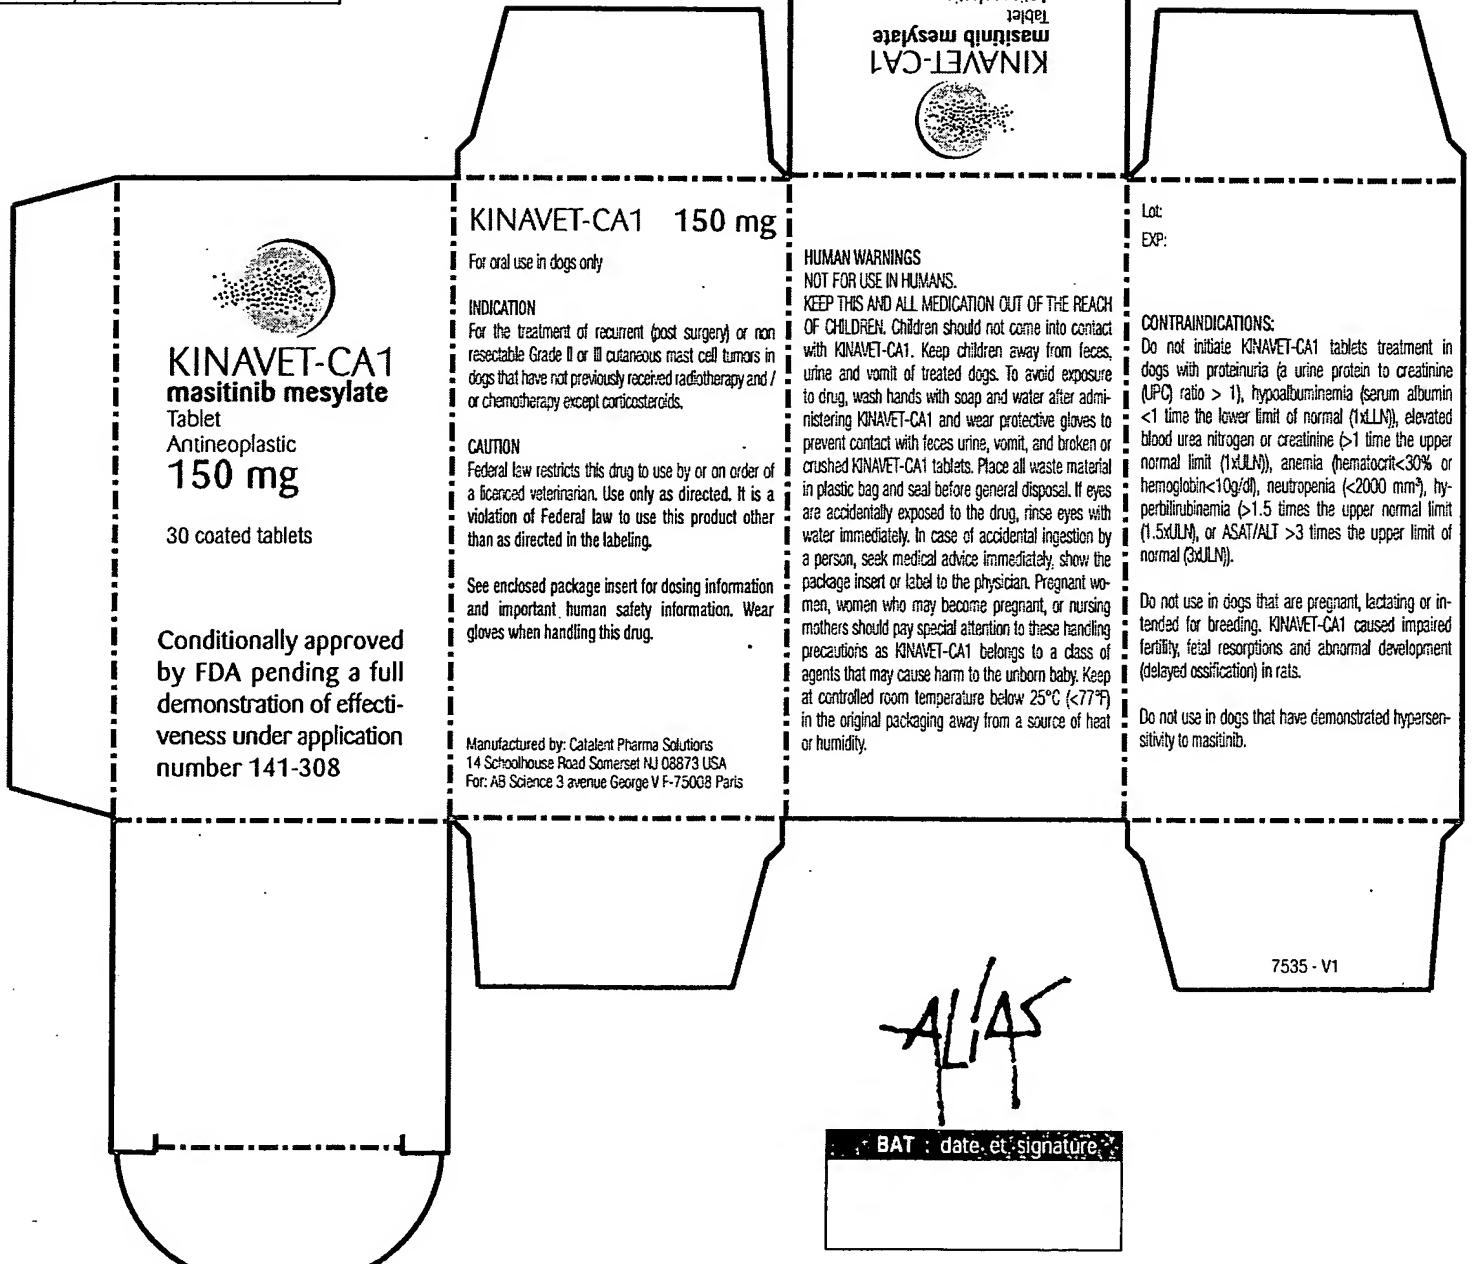 Tablet
masitinib mesylate
KINAVET-CA1
KINAVET-CA1
masitinib mesylate
Tablet
Antineoplastic
150 mg
30 coated tablets
Conditionally approved
by FDA pending a full
demonstration of effecti-
veness under application
number 141-308
KINAVET-CA1 150 mg
For oral use in dogs only
INDICATION
For the treatment of recurrent (post surgery) or non
resectable Grade II or III cutaneous mast cell tumors in
dogs that have not previously received radiotherapy and /
or chemotherapy except corticosteroids.
CAUTION
Federal law restricts this drug to use by or on order of
a licenced veterinarian. Use only as directed. It is a
violation of Federal law to use this product other
than as directed in the labeling.
See enclosed package insert for dosing information
and important human safety information. Wear
gloves when handling this drug.
Manufactured by: Catalent Pharma Solutions
14 Schoolhouse Road Somerset NJ 08873 USA
For: AB Science 3 avenue George V F-75008 Paris
HUMAN WARNINGS
NOT FOR USE IN HUMANS.
KEEP THIS AND ALL MEDICATION OUT OF THE REACH
OF CHILDREN. Children should not come into contact
with KINAVET-CA1. Keep children away from feces,
urine and vomit of treated dogs. To avoid exposure
to drug, wash hands with soap and water after admi-
nistering KINAVET-CA1 and wear protective gloves to
prevent contact with feces urine, vomit, and broken or
crushed KINAVET-CA1 tablets. Place all waste material
in plastic bag and seal before general disposal. If eyes
are accidentally exposed to the drug, rinse eyes with
water immediately. In case of accidental ingestion by
a person, seek medical advice immediately, show the
package insert or label to the physician. Pregnant wo-
men, women who may become pregnant, or nursing
mothers should pay special attention to these handling
precautions as KINAVET-CA1 belongs to a class of
agents that may cause harm to the unborn baby. Keep
at controlled room temperature below 25°C (<77°F)
in the original packaging away from a source of heat
or humidity.
Lot:
EXP:
CONTRAINDICATIONS:
Do not initiate KINAVET-CA1 tablets treatment in
dogs with proteinuria (a urine protein to creatinine
(UPC) ratio > 1), hypoalbuminemia (serum albumin
<1 time the lower limit of normal (1xLLN)), elevated
blood urea nitrogen or creatinine (>1 time the upper
normal limit (1xULN)), anemia (hematocrit<30% or
hemoglobin<10g/dl), neutropenia (<2000 mm³), hy-
perbilirubinemia (>1.5 times the upper normal limit
(1.5xULN), or ASAT/ALT >3 times the upper limit of
normal (3xULN)).
Do not use in dogs that are pregnant, lactating or in-
tended for breeding. KINAVET-CA1 caused impaired
fertility, fetal resorptions and abnormal development
(delayed ossification) in rats.
Do not use in dogs that have demonstrated hypersen-
sitivity to masitinib.
7535 - V1
ALIAS
BAT : date et signature